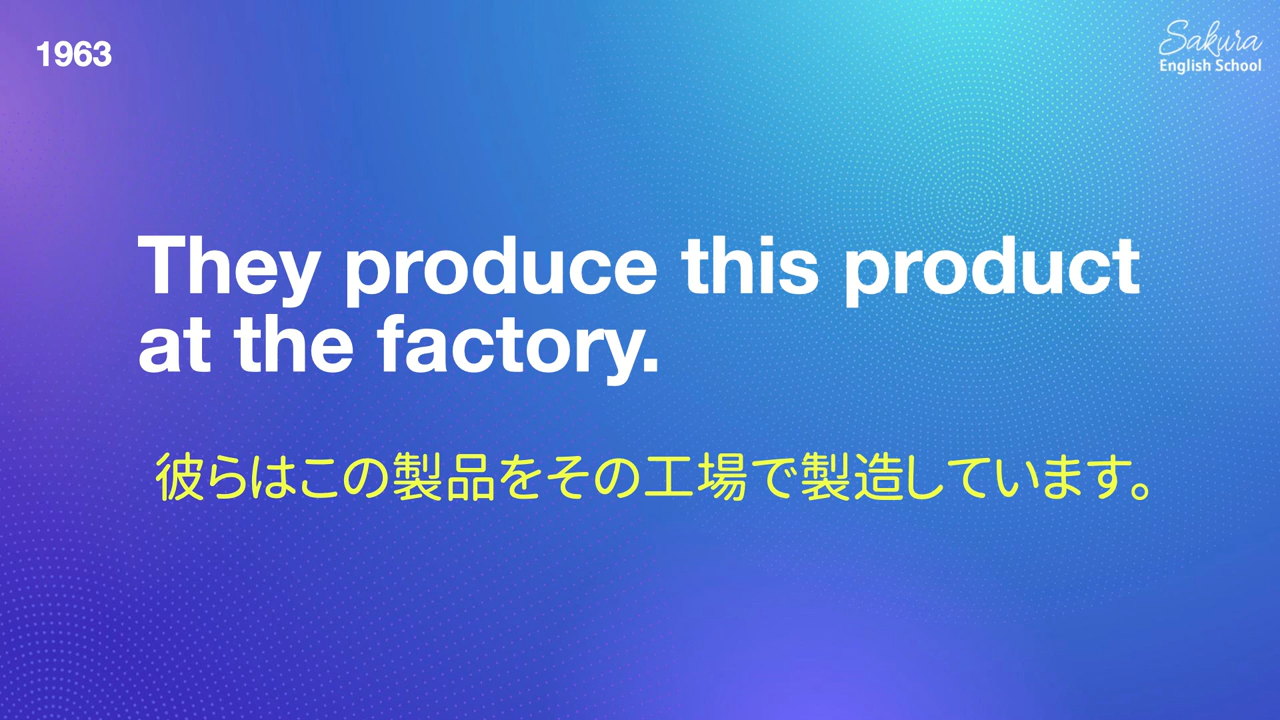 1963
Sakura
English School
They produce this product
at the factory.
彼らはこの製品をその工場で製造しています。